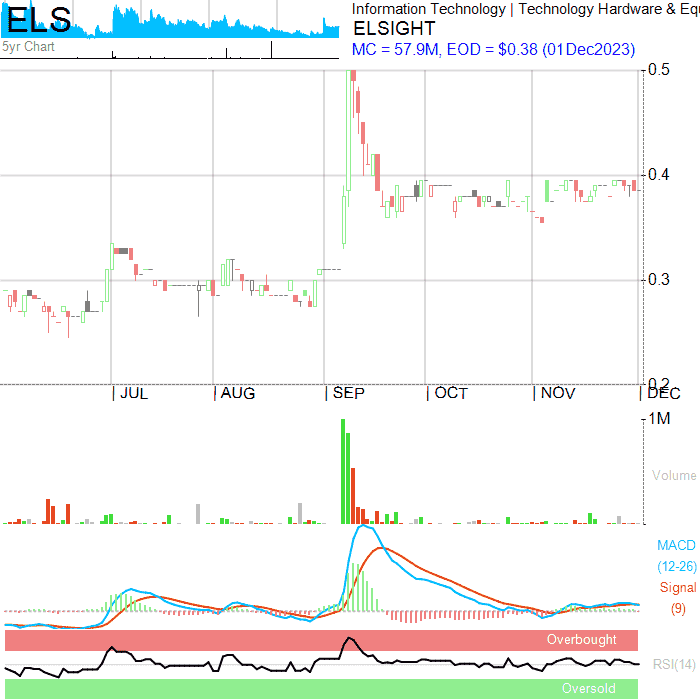 ELS
5yr Chart
Information Technology | Technology Hardware & Equ
ELSIGHT
MC = 57.9M, EOD = $0.38 (01Dec2023)
0.5
0.4
0.3
0.2
JUL AUG SEP OCT NOV DEC
1M
Volume
MACD
(12-26)
Signal
(9)
Overbought
RSI(14)
Oversold